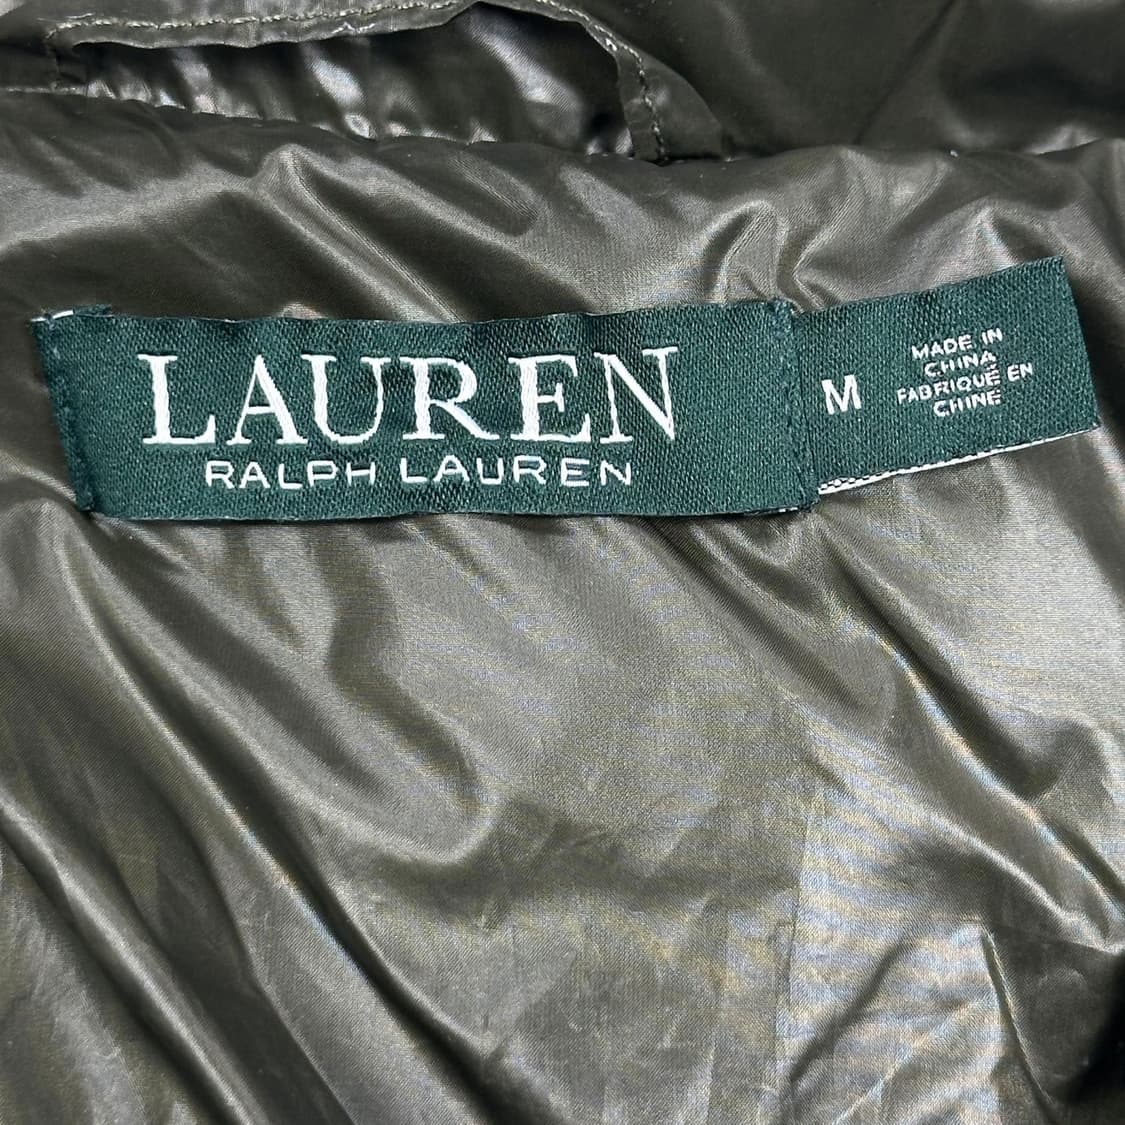 LAUREN
RALPH LAUREN
M
MADE IN
CHINA
FABRIQUÉ EN
CHINE